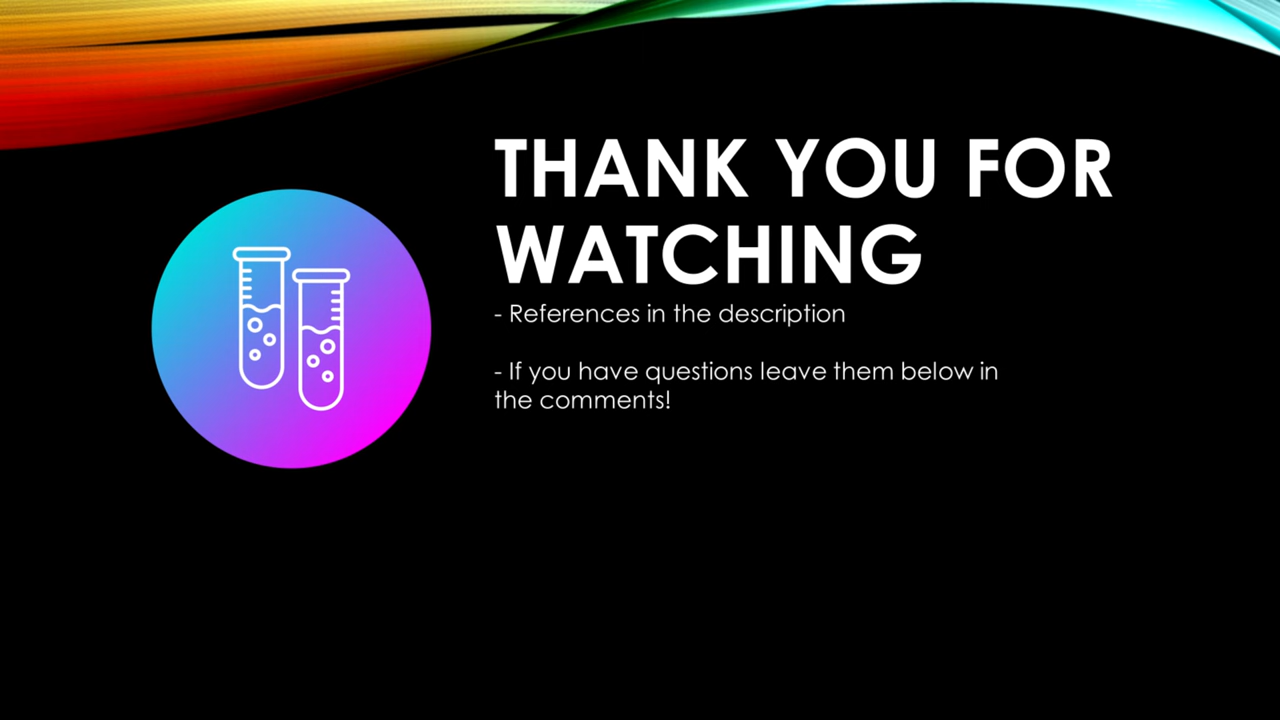 THANK YOU FOR
WATCHING
- References in the description
- If you have questions leave them below in
the comments!